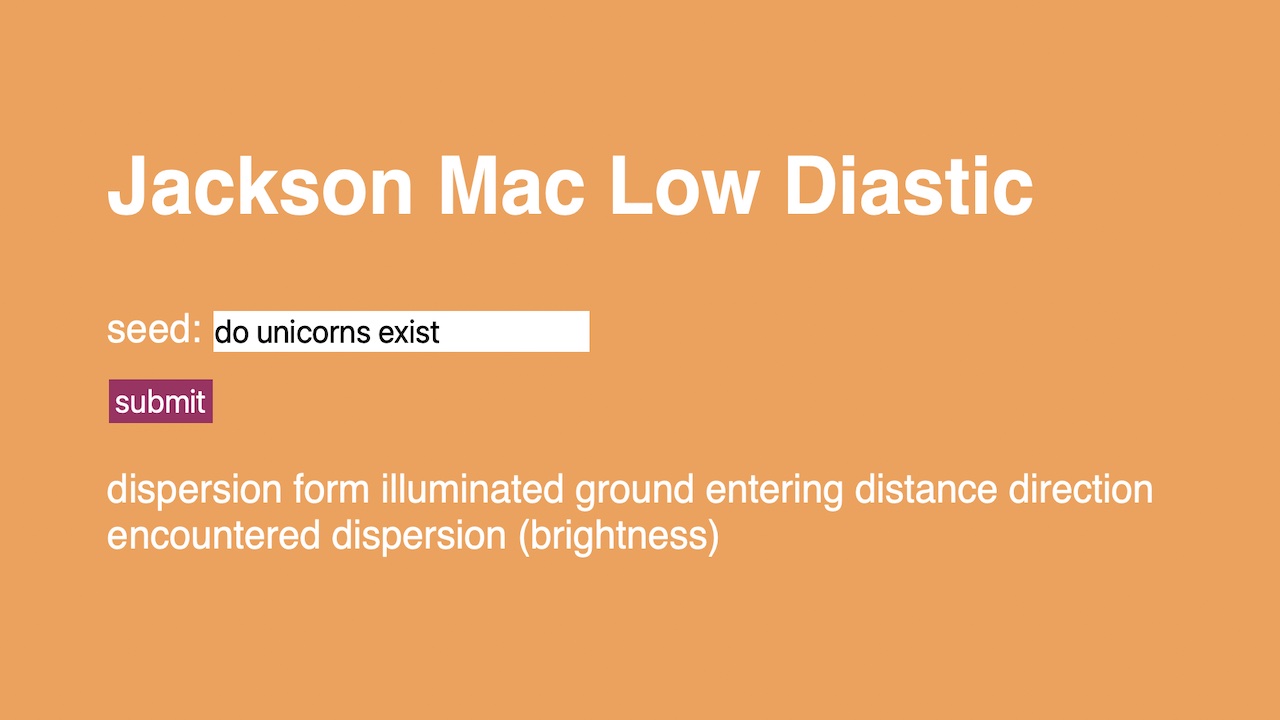 Jackson Mac Low Diastic
seed: do unicorns exist
submit
dispersion form illuminated ground entering distance direction
encountered dispersion (brightness)